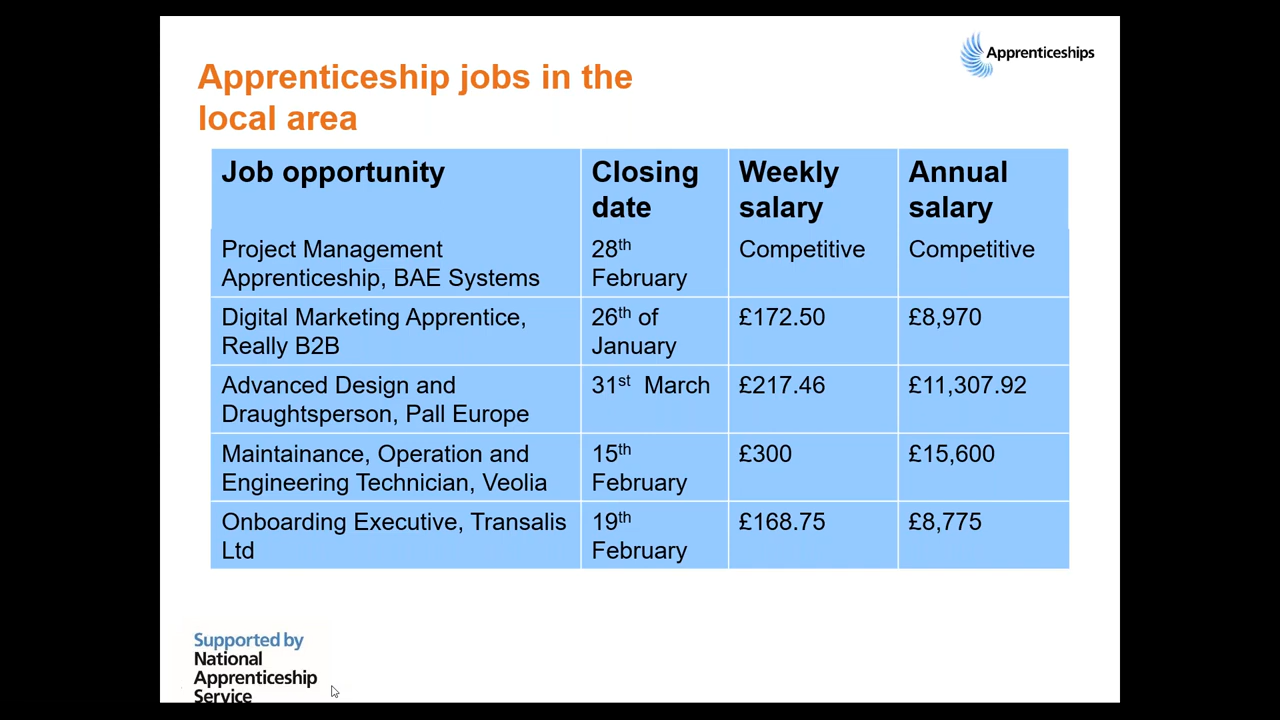 Apprenticeships
Apprenticeship jobs in the
local area
Job opportunity
Closing
date
Weekly
salary
Annual
salary
Project Management
Apprenticeship, BAE Systems
28th
February
Competitive
Competitive
Digital Marketing Apprentice,
Really B2B
26th of
January
£172.50
£8,970
Advanced Design and
Draughtsperson, Pall Europe
31st March
£217.46
£11,307.92
Maintainance, Operation and
Engineering Technician, Veolia
15th
February
£300
£15,600
Onboarding Executive, Transalis
Ltd
19th
February
£168.75
£8,775
Supported by
National
Apprenticeship
Service